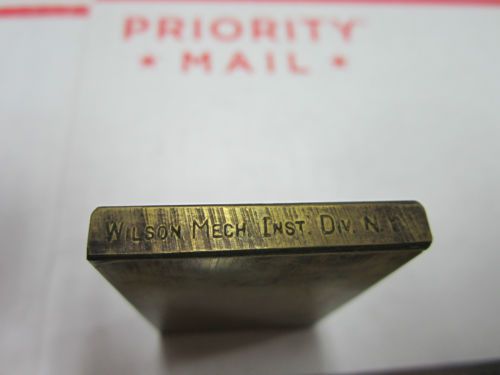 PRIORITY
* MAIL *
WILSON MECH INST. DIV. N.